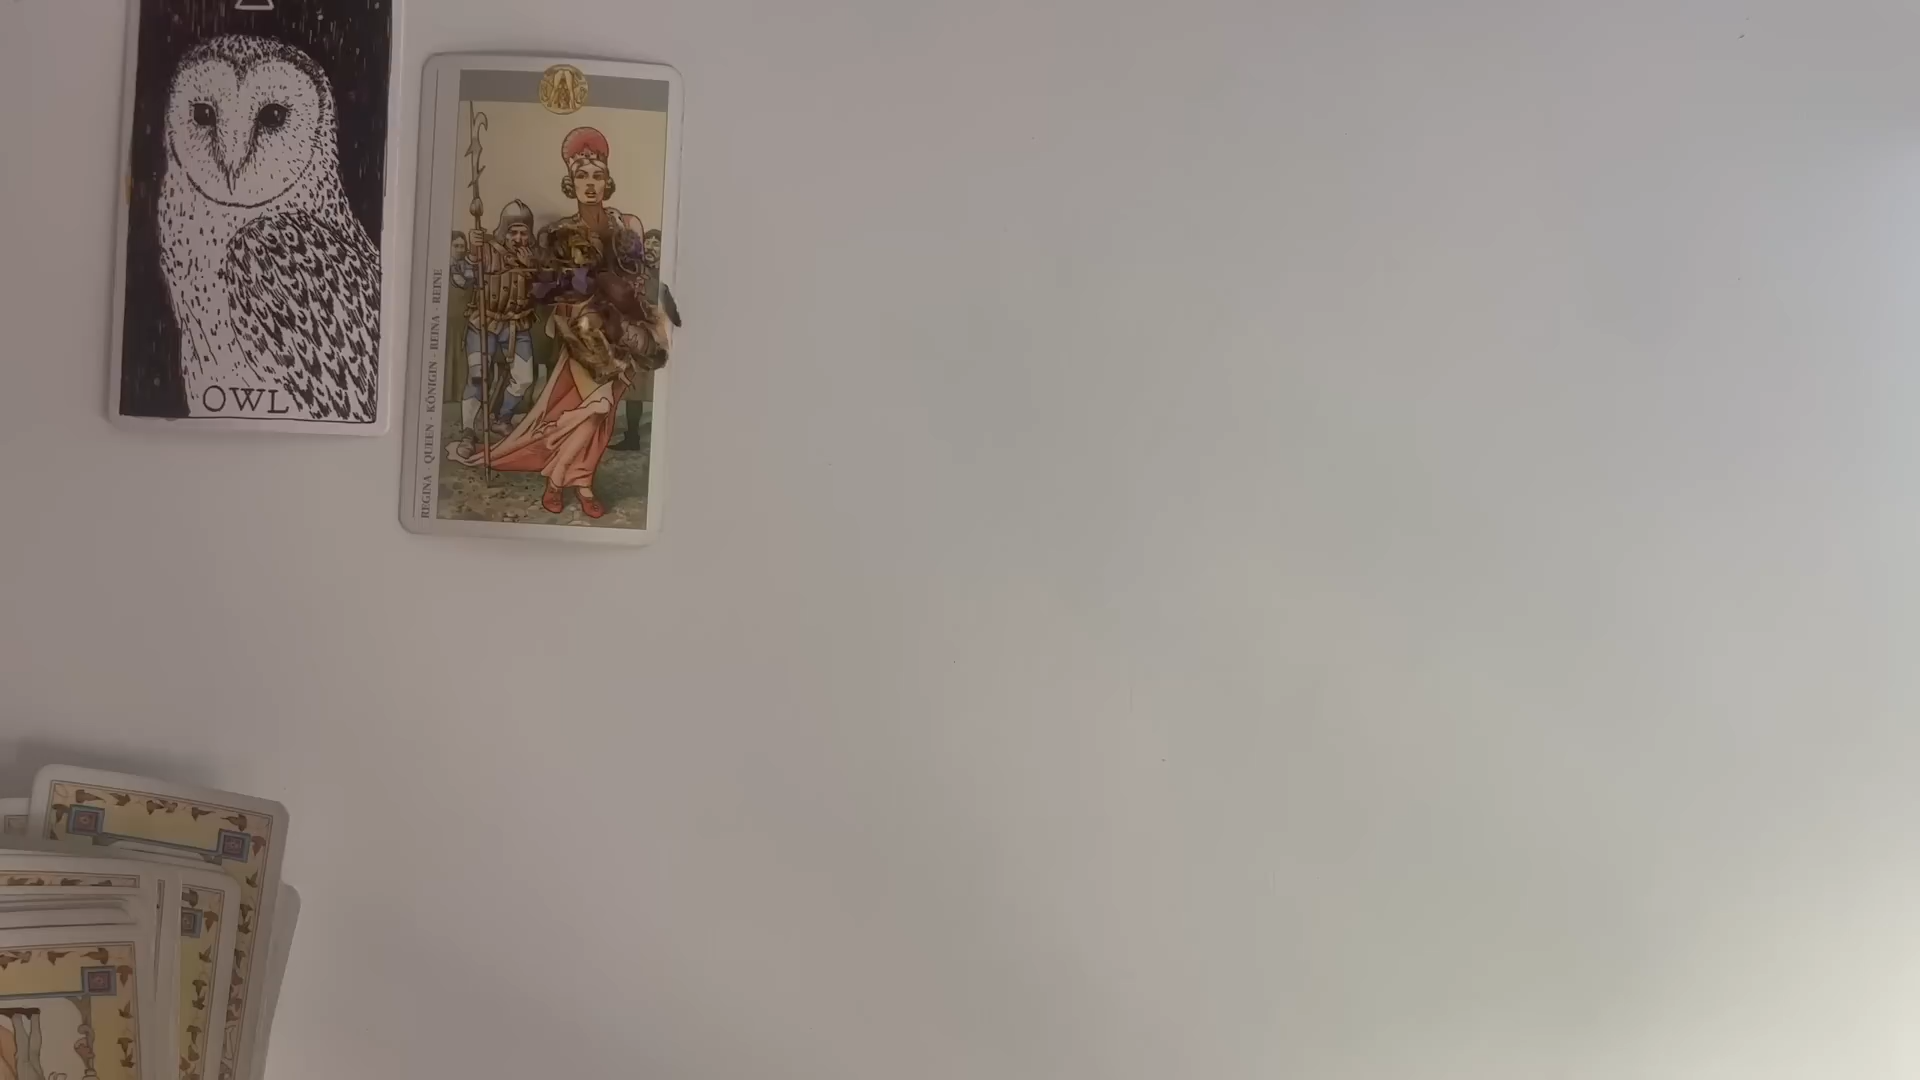 OWL
REGINA · QUEEN · KÖNIGIN · REINA · REINE